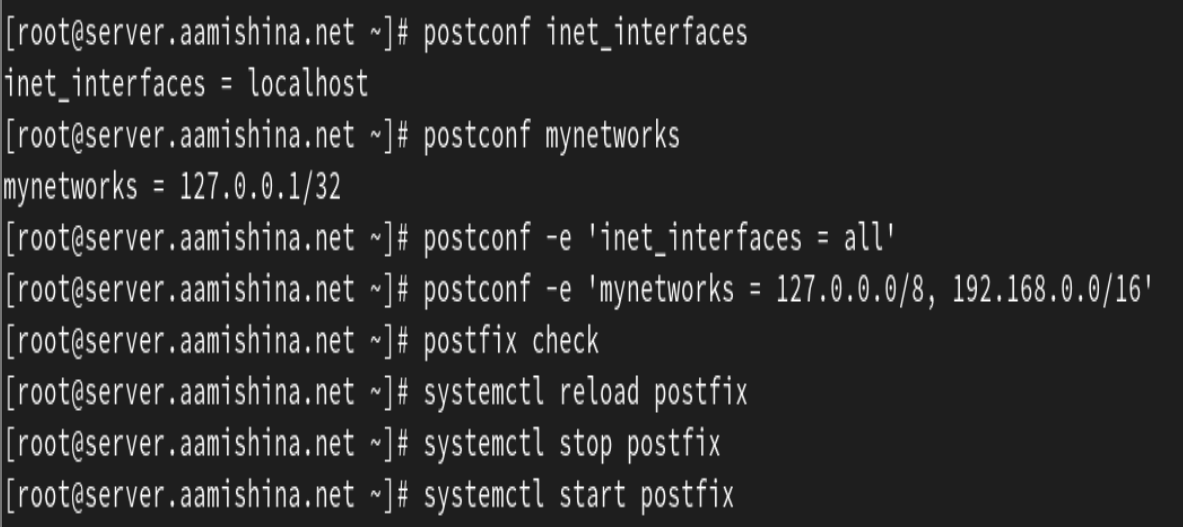 [root@server.aamishina.net ~]# postconf inet_interfaces
inet_interfaces = localhost
[root@server.aamishina.net ~]# postconf mynetworks
mynetworks = 127.0.0.1/32
[root@server.aamishina.net ~]# postconf -e 'inet_interfaces = all'
[root@server.aamishina.net ~]# postconf -e 'mynetworks = 127.0.0.0/8, 192.168.0.0/16'
[root@server.aamishina.net ~]# postfix check
[root@server.aamishina.net ~]# systemctl reload postfix
[root@server.aamishina.net ~]# systemctl stop postfix
[root@server.aamishina.net ~]# systemctl start postfix